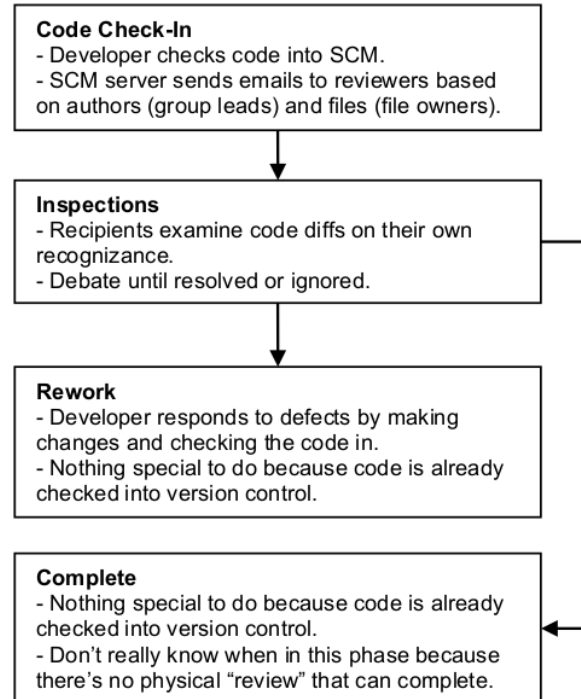 Code Check-In
- Developer checks code into SCM.
- SCM server sends emails to reviewers based
on authors (group leads) and files (file owners).
Inspections
- Recipients examine code diffs on their own
recognizance.
- Debate until resolved or ignored.
Rework
- Developer responds to defects by making
changes and checking the code in.
- Nothing special to do because code is already
checked into version control.
Complete
- Nothing special to do because code is already
checked into version control.
- Don't really know when in this phase because
there's no physical “review” that can complete.